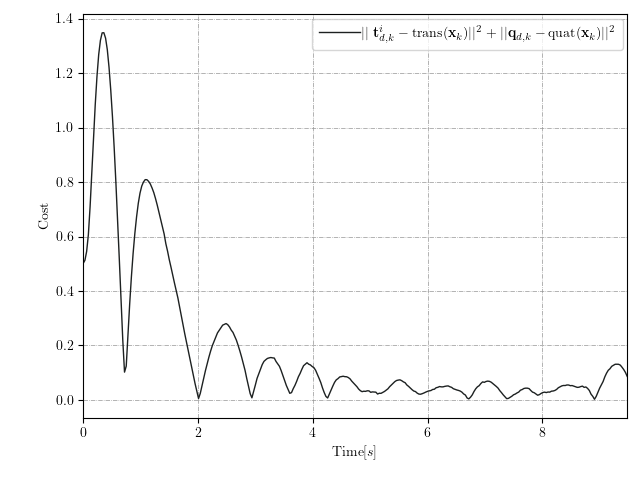 || t^i_{d,k} − trans(x_k)||² + ||q_{d,k} − quat(x_k)||²
1.4
1.2
1.0
0.8
0.6
0.4
0.2
0.0
Cost
0 2 4 6 8
Time[s]